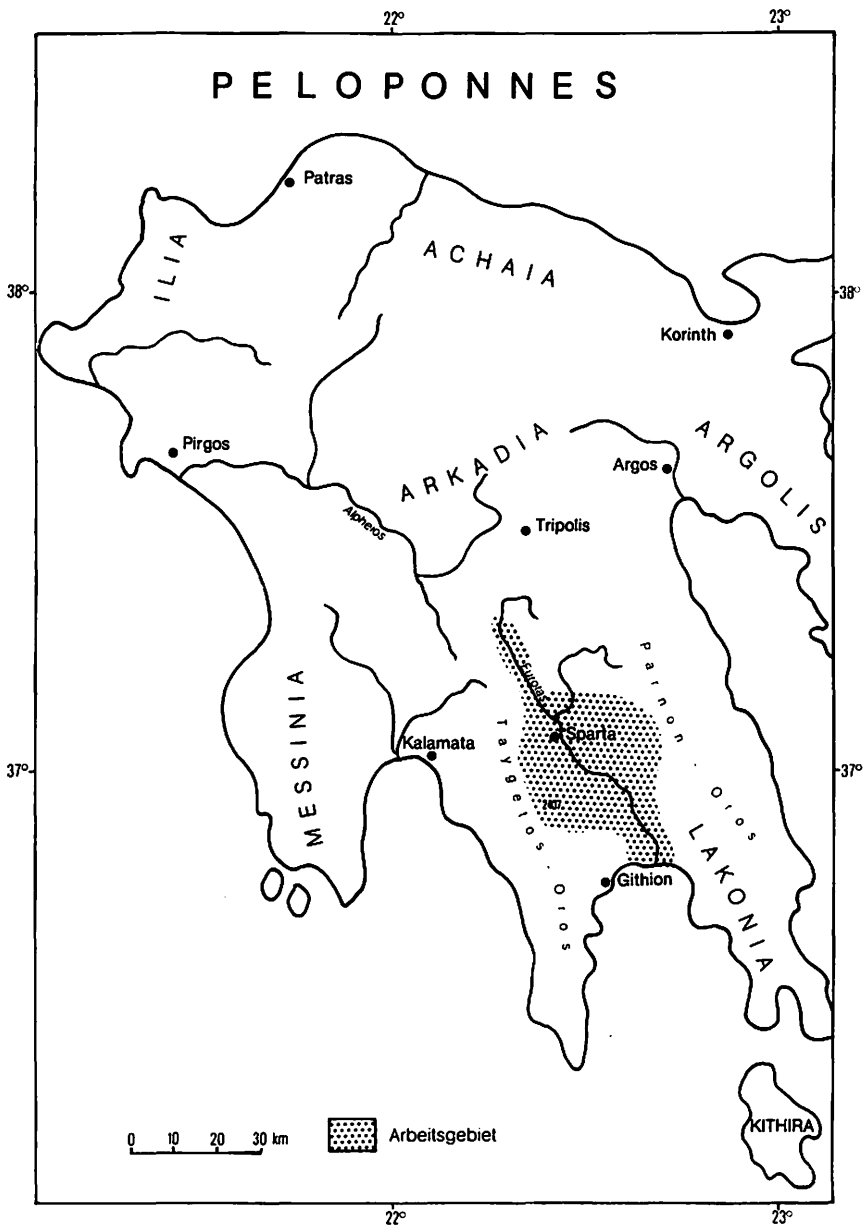 22° 23°
PELOPONNES
Patras
ILIA
ACHAIA
38° 38°
Korinth
Pirgos
ARKADIA
ARGOLIS
Argos
Alpheios
Tripolis
Parnon - Oros
Eurotas
MESSINIA
Sparta
Kalamata
Taygetos - Oros
37° 37°
2407
LAKONIA
Githion
0 10 20 30 km
Arbeitsgebiet
KITHIRA
22° 23°